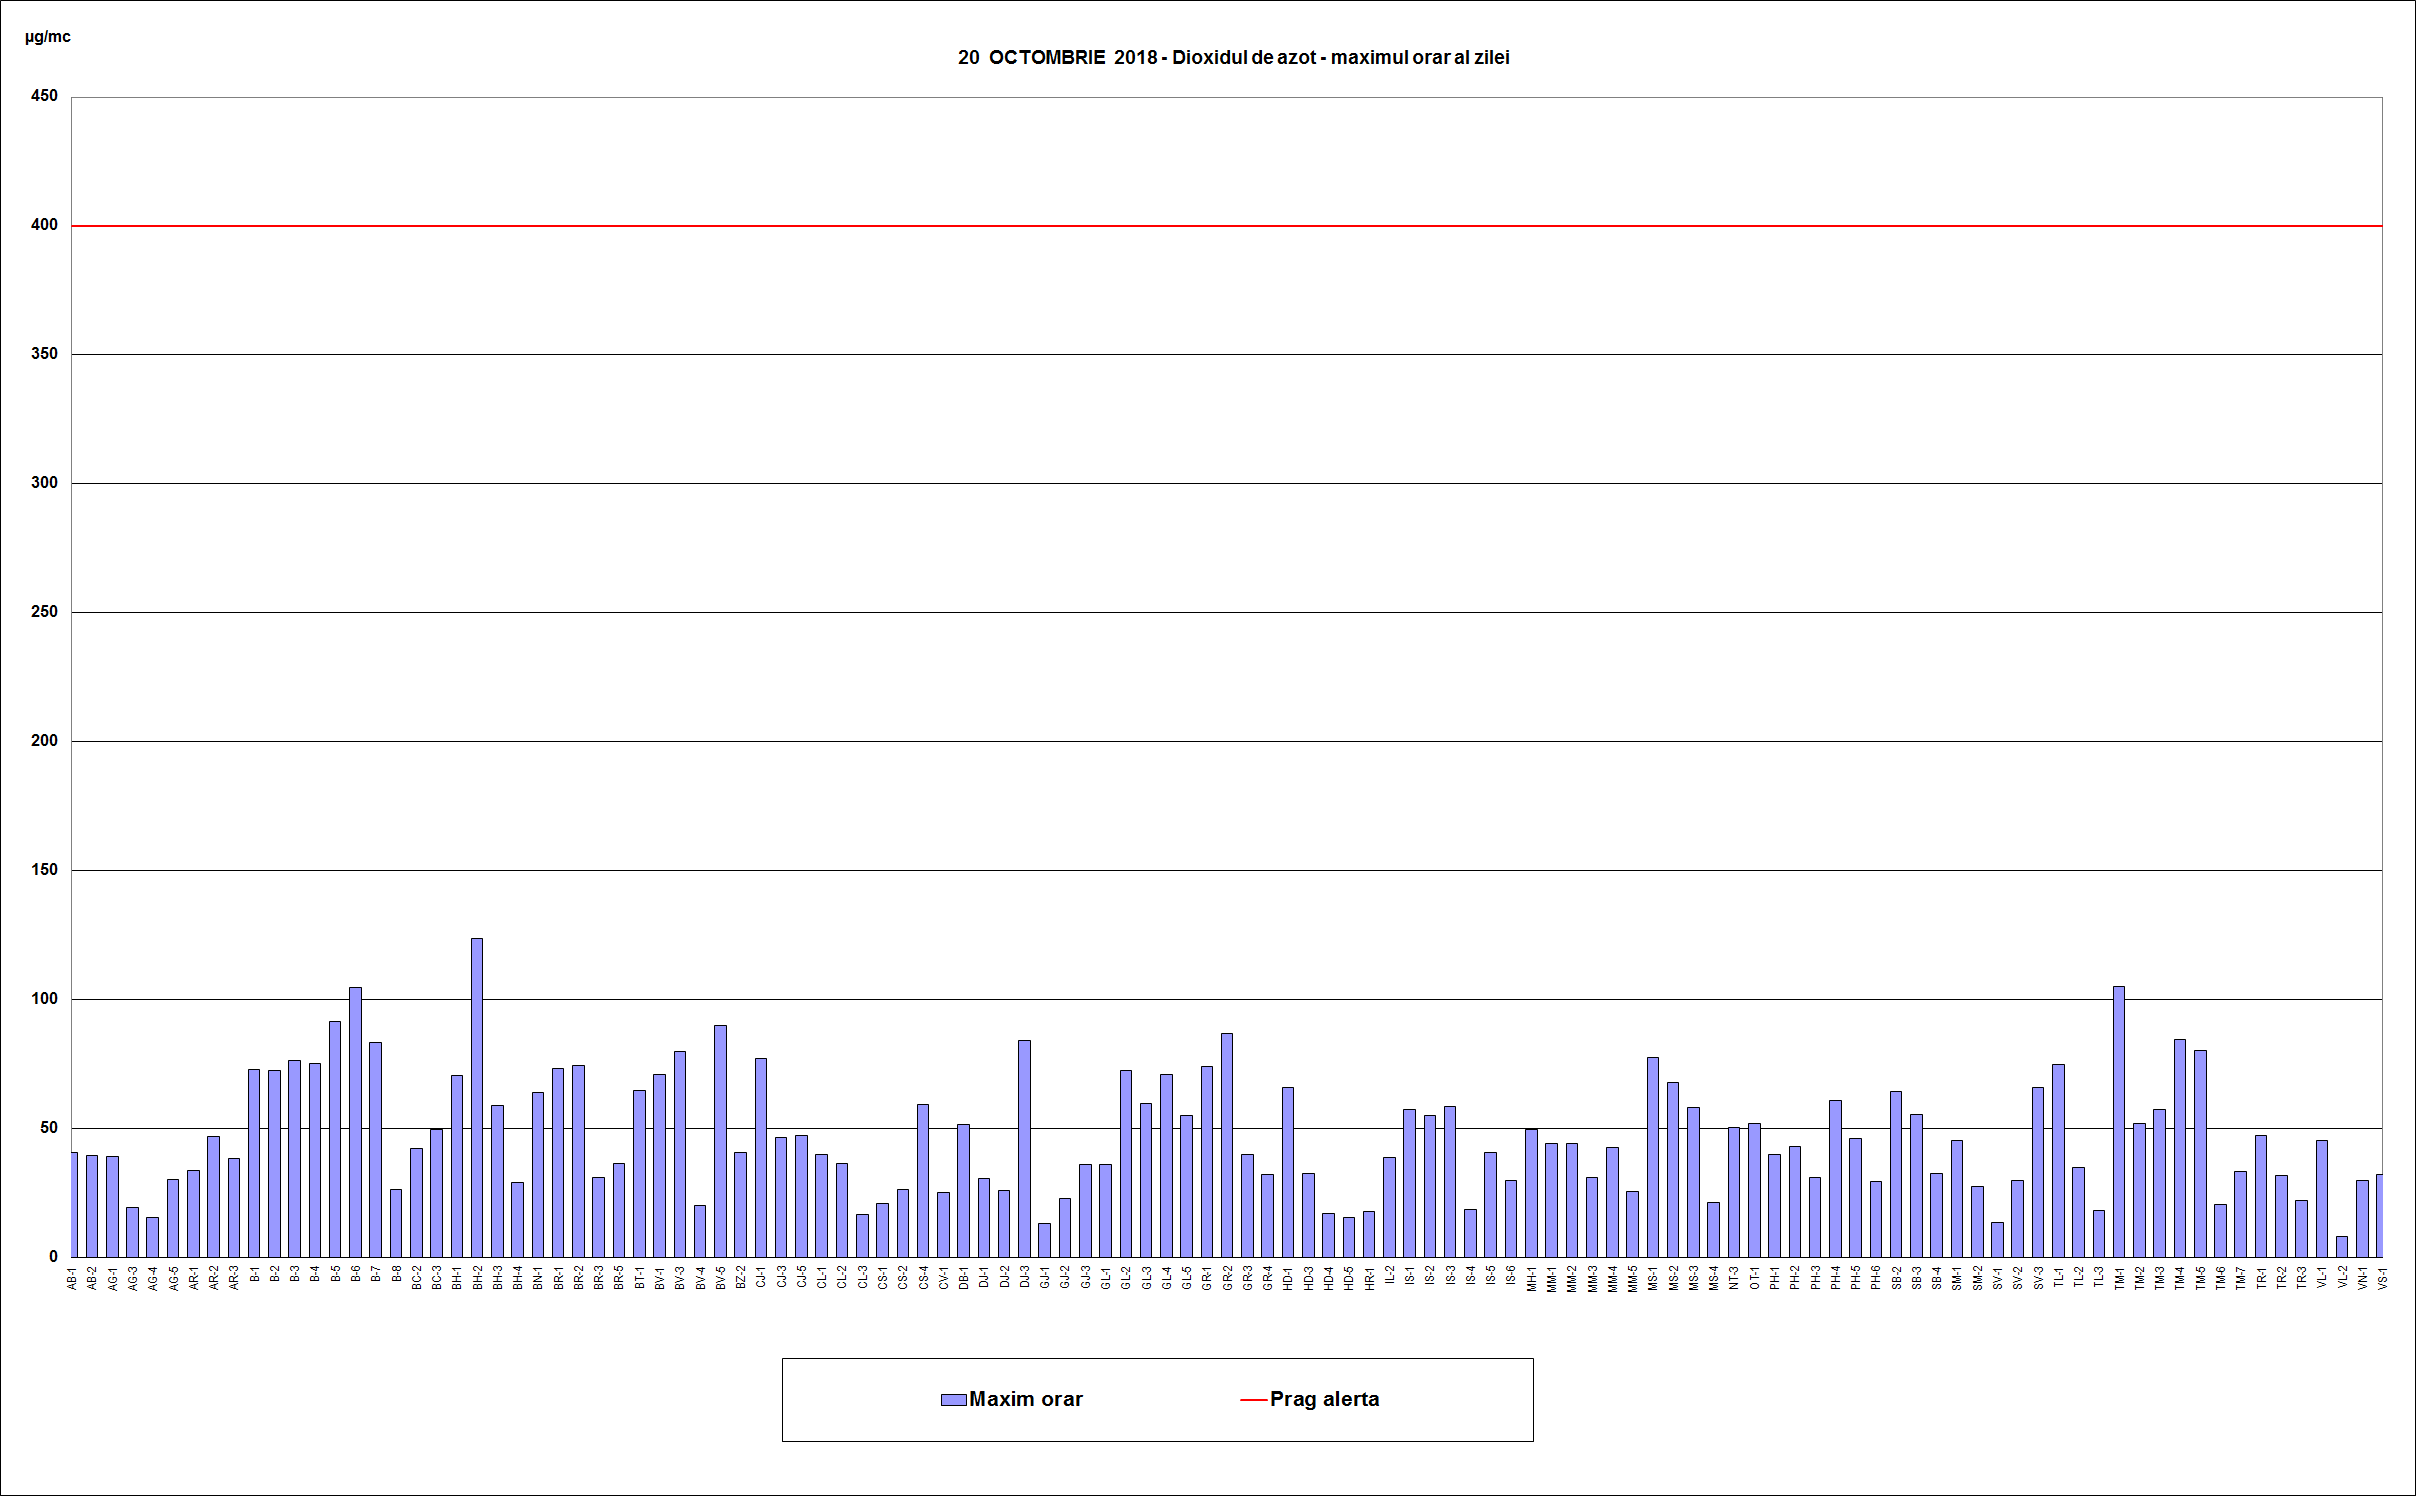 µg/mc
20 OCTOMBRIE 2018 - Dioxidul de azot - maximul orar al zilei
450
400
350
300
250
200
150
100
50
0
AB-1 AB-2 AG-1 AG-3 AG-4 AG-5 AR-1 AR-2 AR-3 B-1 B-2 B-3 B-4 B-5 B-6 B-7 B-8 BC-2 BC-3 BH-1 BH-2 BH-3 BH-4 BN-1 BR-1 BR-2 BR-3 BR-5 BT-1 BV-1 BV-3 BV-4 BV-5 BZ-2 CJ-1 CJ-3 CJ-5 CL-1 CL-2 CL-3 CS-1 CS-2 CS-4 CV-1 DB-1 DJ-1 DJ-2 DJ-3 GJ-1 GJ-2 GJ-3 GL-1 GL-2 GL-3 GL-4 GL-5 GR-1 GR-2 GR-3 GR-4 HD-1 HD-3 HD-4 HD-5 HR-1 IL-2 IS-1 IS-2 IS-3 IS-4 IS-5 IS-6 MH-1 MM-1 MM-2 MM-3 MM-4 MM-5 MS-1 MS-2 MS-3 MS-4 NT-3 OT-1 PH-1 PH-2 PH-3 PH-4 PH-5 PH-6 SB-2 SB-3 SB-4 SM-1 SM-2 SV-1 SV-2 SV-3 TL-1 TL-2 TL-3 TM-1 TM-2 TM-3 TM-4 TM-5 TM-6 TM-7 TR-1 TR-2 TR-3 VL-1 VL-2 VN-1 VS-1
Maxim orar Prag alerta